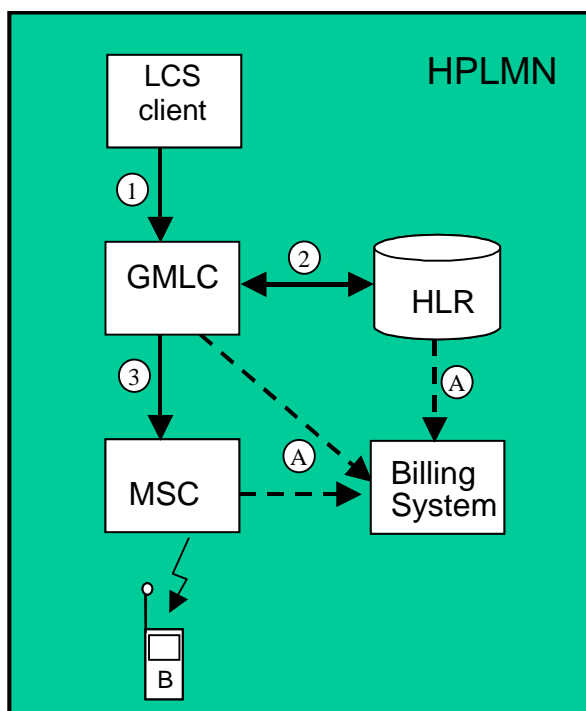 HPLMN
LCS
client
1
GMLC
2
HLR
3
A
A
MSC
Billing
System
B